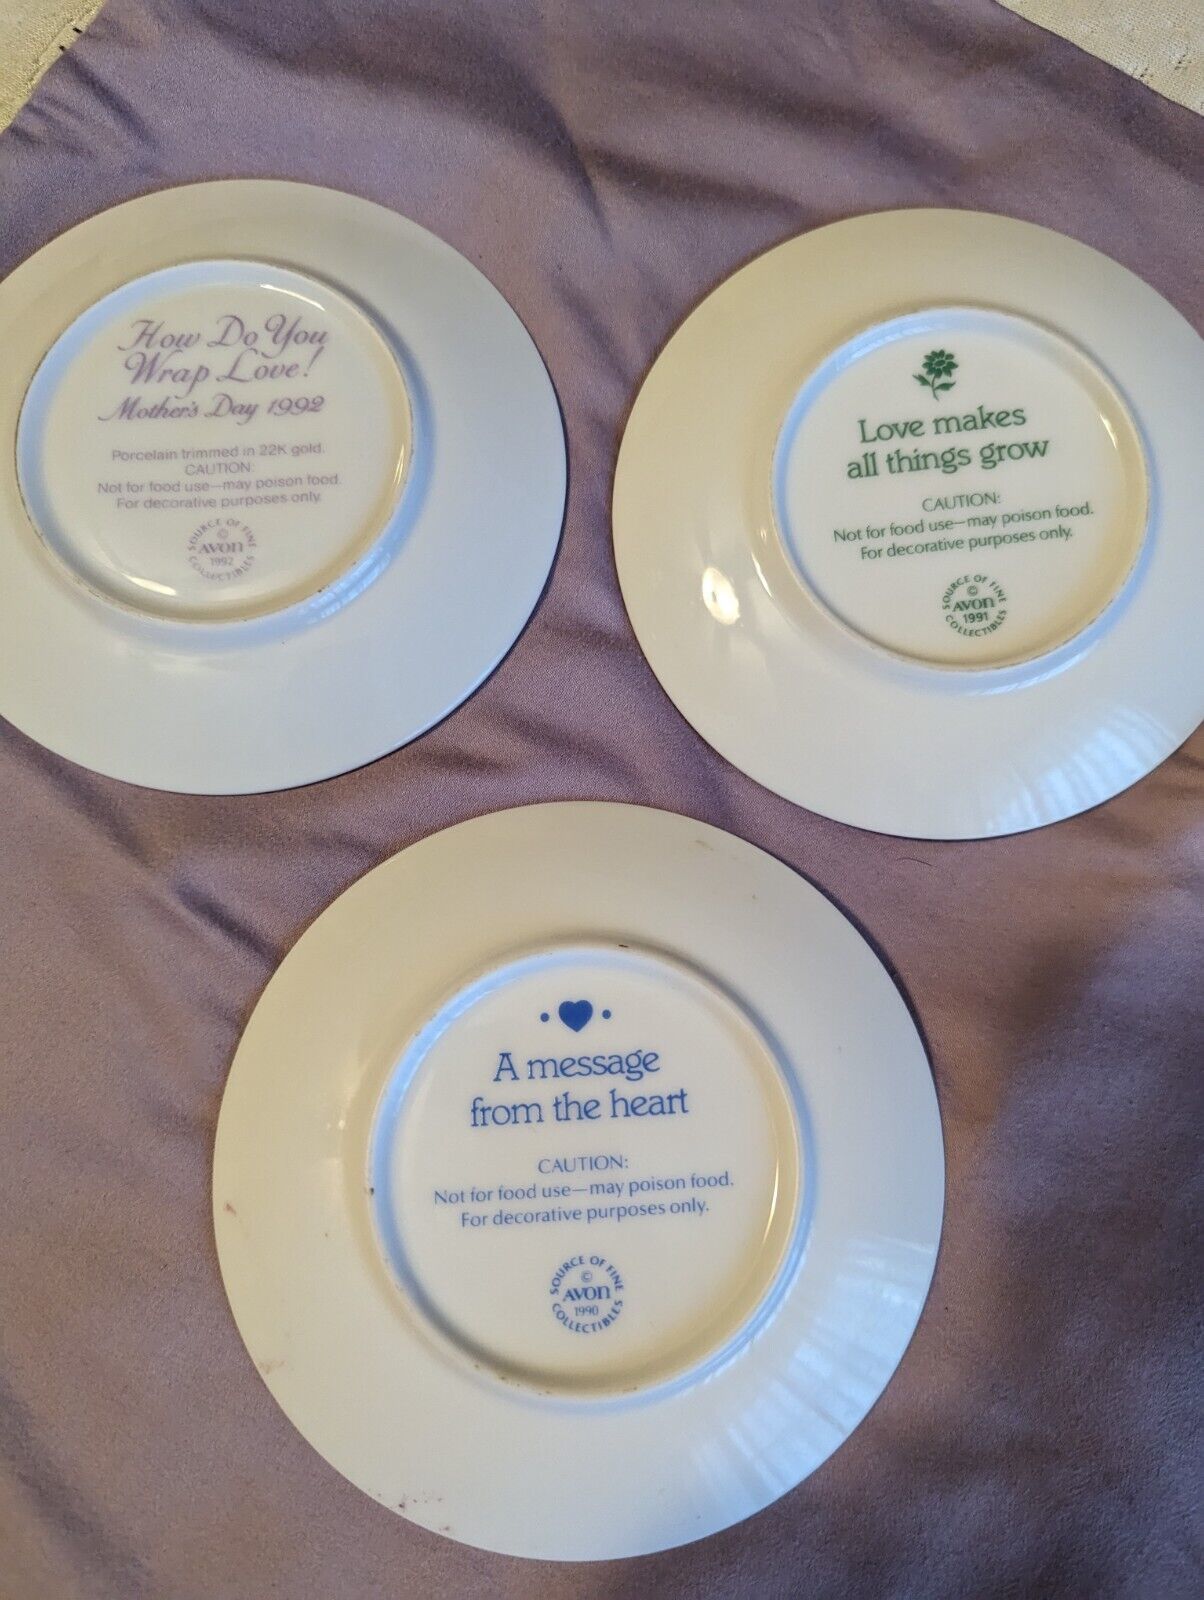 How Do You
Wrap Love!
Mother's Day 1992
Porcelain trimmed in 22K gold.
CAUTION:
Not for food use—may poison food.
For decorative purposes only.
SOURCE OF FINE
©
AVON
1992
COLLECTIBLES
Love makes
all things grow
CAUTION:
Not for food use—may poison food.
For decorative purposes only.
SOURCE OF FINE
©
AVON
1991
COLLECTIBLES
A message
from the heart
CAUTION:
Not for food use—may poison food.
For decorative purposes only.
SOURCE OF FINE
©
AVON
1990
COLLECTIBLES